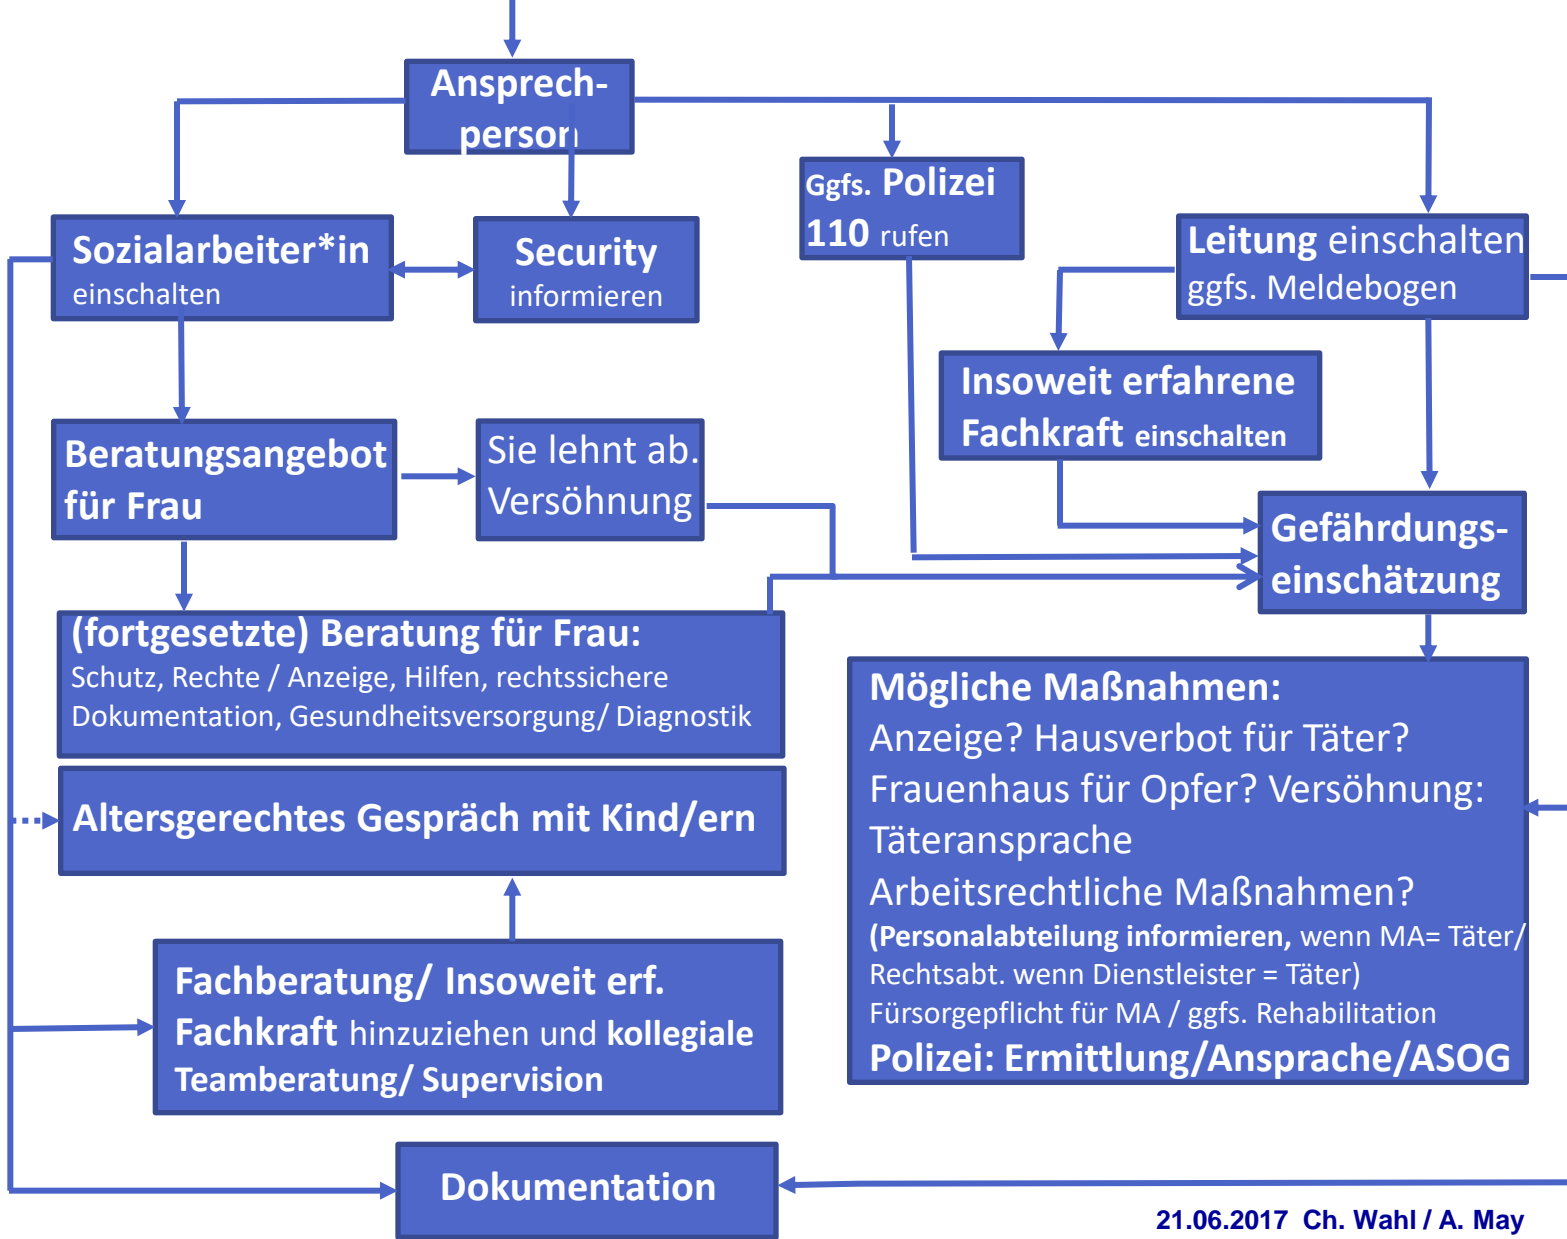 Ansprech-
person
Ggfs. Polizei
110 rufen
Sozialarbeiter*in
einschalten
Security
informieren
Leitung einschalten
ggfs. Meldebogen
Insoweit erfahrene
Fachkraft einschalten
Beratungsangebot
für Frau
Sie lehnt ab.
Versöhnung
Gefährdungs-
einschätzung
(fortgesetzte) Beratung für Frau:
Schutz, Rechte / Anzeige, Hilfen, rechtssichere
Dokumentation, Gesundheitsversorgung/ Diagnostik
Altersgerechtes Gespräch mit Kind/ern
Mögliche Maßnahmen:
Anzeige? Hausverbot für Täter?
Frauenhaus für Opfer? Versöhnung:
Täteransprache
Arbeitsrechtliche Maßnahmen?
(Personalabteilung informieren, wenn MA= Täter/
Rechtsabt. wenn Dienstleister = Täter)
Fürsorgepflicht für MA / ggfs. Rehabilitation
Polizei: Ermittlung/Ansprache/ASOG
Fachberatung/ Insoweit erf.
Fachkraft hinzuziehen und kollegiale
Teamberatung/ Supervision
Dokumentation
21.06.2017 Ch. Wahl / A. May